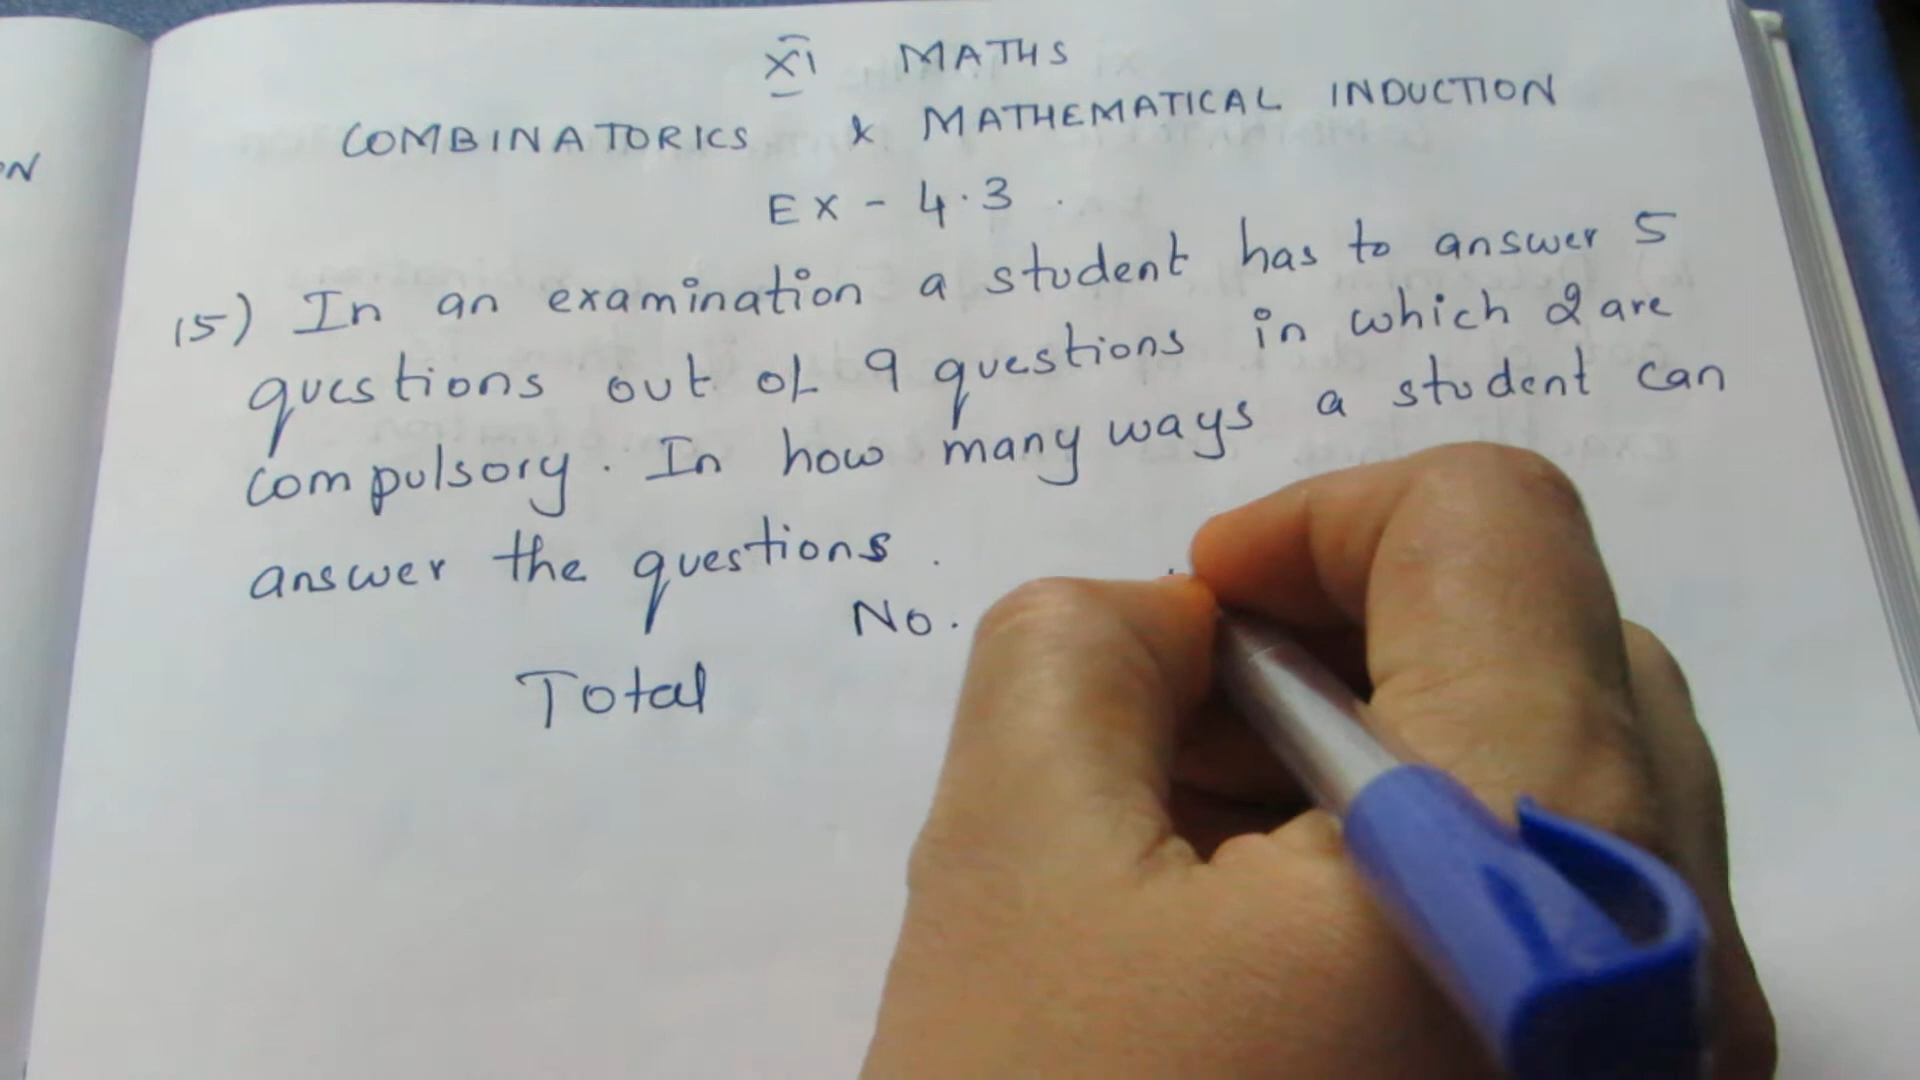 XI MATHS
COMBINATORICS & MATHEMATICAL INDUCTION
EX - 4.3
ON
15) In an examination a student has to answer 5
questions out of 9 questions in which 2 are
compulsory. In how many ways a student can
answer the questions.
No.
Total